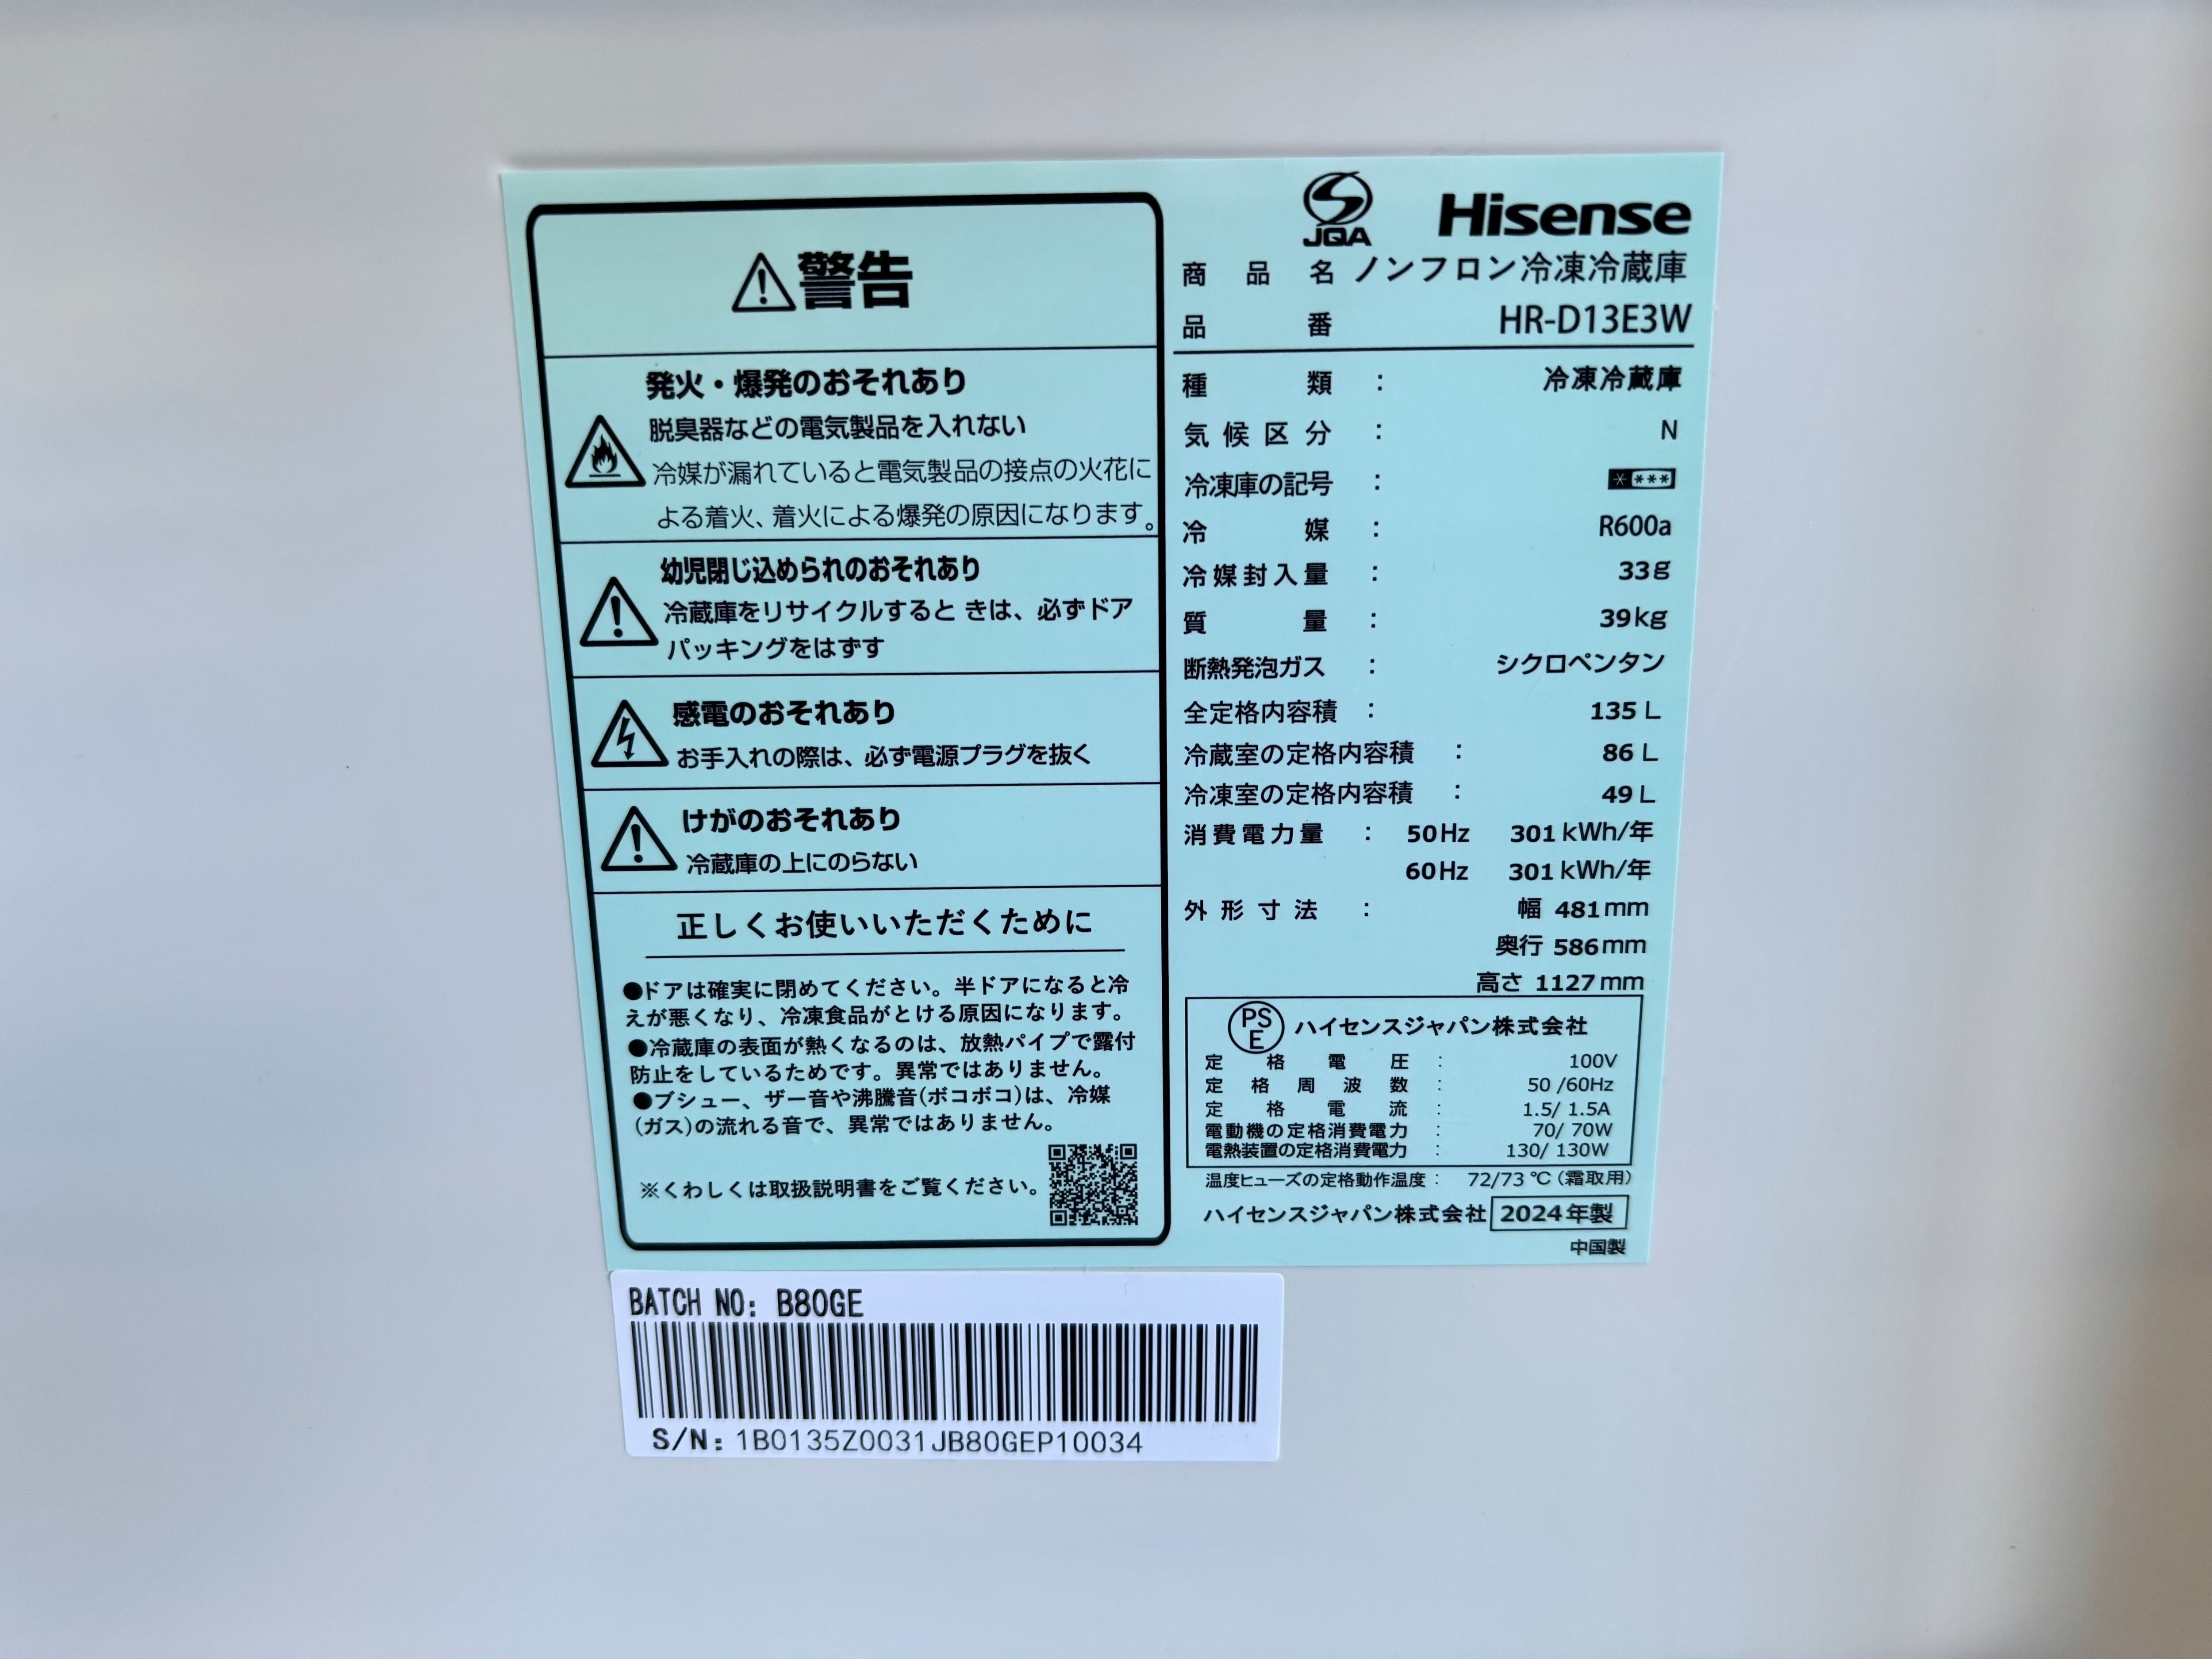 警告
発火・爆発のおそれあり
脱臭器などの電気製品を入れない
冷媒が漏れていると電気製品の接点の火花に
よる着火、着火による爆発の原因になります。
幼児閉じ込められのおそれあり
冷蔵庫をリサイクルすると きは、必ずドア
パッキングをはずす
感電のおそれあり
お手入れの際は、必ず電源プラグを抜く
けがのおそれあり
冷蔵庫の上にのらない
正しくお使いいただくために
●ドアは確実に閉めてください。半ドアになると冷
えが悪くなり、冷凍食品がとける原因になります。
●冷蔵庫の表面が熱くなるのは、放熱パイプで露付
防止をしているためです。異常ではありません。
●ブシュー、ザー音や沸騰音(ボコボコ)は、冷媒
(ガス)の流れる音で、異常ではありません。
※くわしくは取扱説明書をご覧ください。
JQA Hisense
商品名 ノンフロン冷凍冷蔵庫
品番 HR-D13E3W
種類 : 冷凍冷蔵庫
気候区分 : N
冷凍庫の記号 : ****
冷媒 : R600a
冷媒封入量 : 33g
質量 : 39kg
断熱発泡ガス : シクロペンタン
全定格内容積 : 135 L
冷蔵室の定格内容積 : 86 L
冷凍室の定格内容積 : 49 L
消費電力量 : 50Hz 301 kWh/年
60Hz 301 kWh/年
外形寸法 : 幅 481mm
奥行 586mm
高さ 1127mm
PSE ハイセンスジャパン株式会社
定格電圧 : 100V
定格周波数 : 50 /60Hz
定格電流 : 1.5/ 1.5A
電動機の定格消費電力 : 70/ 70W
電熱装置の定格消費電力 : 130/ 130W
温度ヒューズの定格動作温度 : 72/73 ℃ (霜取用)
ハイセンスジャパン株式会社 2024年製
中国製
BATCH NO: B80GE
S/N: 1B0135Z0031JB80GEP10034